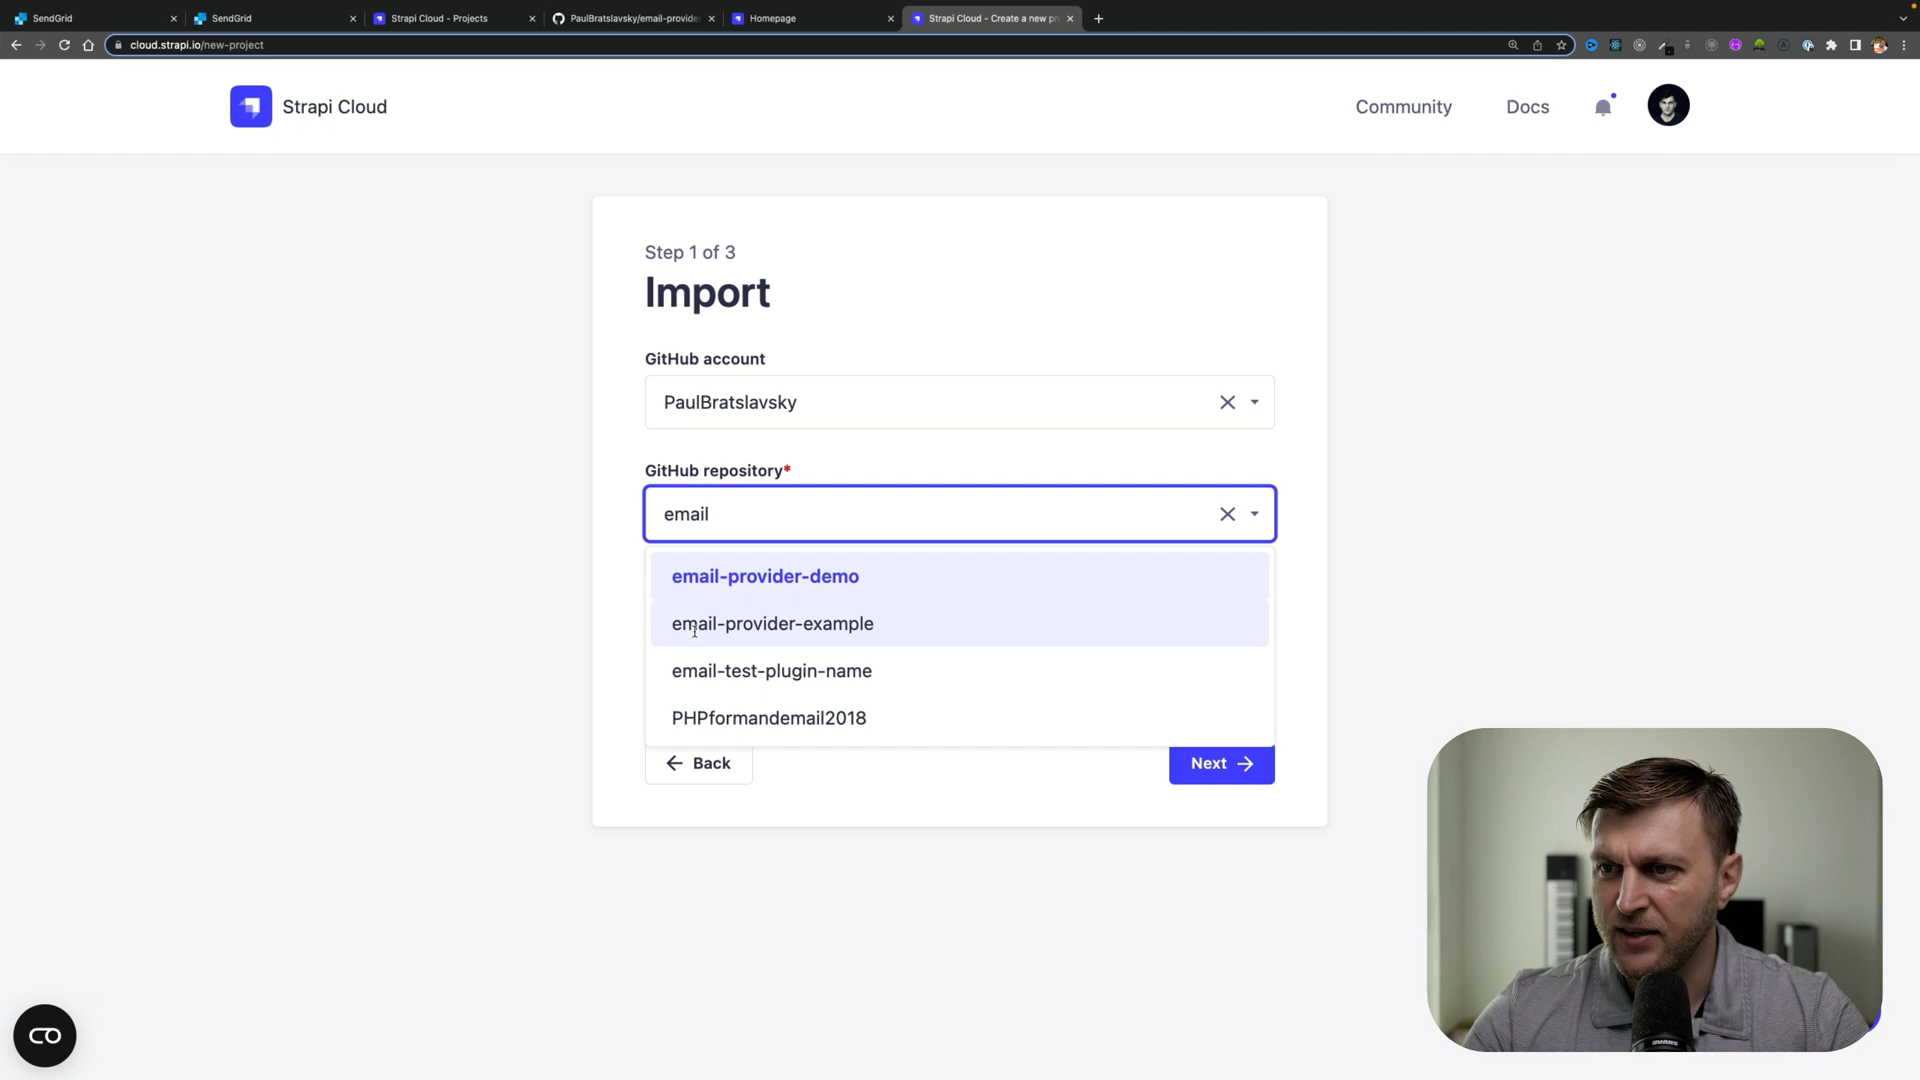 SendGrid
SendGrid
Strapi Cloud - Projects
PaulBratslavsky/email-provider
Homepage
Strapi Cloud - Create a new pr
cloud.strapi.io/new-project
Strapi Cloud
Community
Docs
Step 1 of 3
Import
GitHub account
PaulBratslavsky
GitHub repository*
email
email-provider-demo
email-provider-example
email-test-plugin-name
PHPformandemail2018
Back
Next